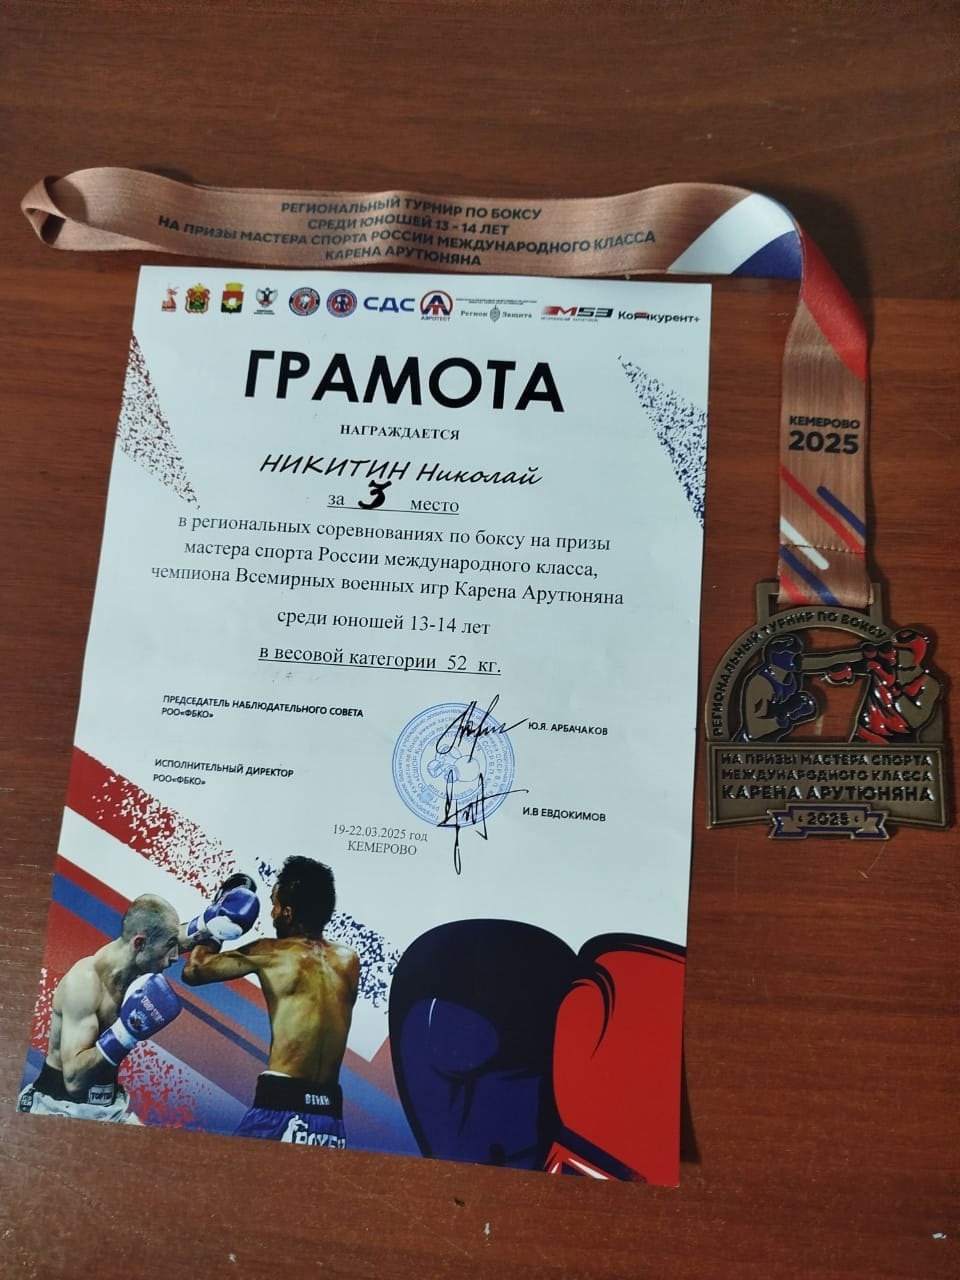 РЕГИОНАЛЬНЫЙ ТУРНИР ПО БОКСУ
СРЕДИ ЮНОШЕЙ 13 - 14 ЛЕТ
НА ПРИЗЫ МАСТЕРА СПОРТА РОССИИ МЕЖДУНАРОДНОГО КЛАССА
КАРЕНА АРУТЮНЯНА
СДС
АЭРОТЕСТ
Регион Защита
МБЭ
Конкурент+
ГРАМОТА
НАГРАЖДАЕТСЯ
НИКИТИН Николай
за 3 место
в региональных соревнованиях по боксу на призы
мастера спорта России международного класса,
чемпиона Всемирных военных игр Карена Арутюняна
среди юношей 13-14 лет
в весовой категории 52 кг.
ПРЕДСЕДАТЕЛЬ НАБЛЮДАТЕЛЬНОГО СОВЕТА
РОО«ФБКО»
Ю.Я. АРБАЧАКОВ
ИСПОЛНИТЕЛЬНЫЙ ДИРЕКТОР
РОО«ФБКО»
И.В ЕВДОКИМОВ
19-22.03.2025 год
КЕМЕРОВО
КЕМЕРОВО
2025
РЕГИОНАЛЬНЫЙ ТУРНИР ПО БОКСУ
НА ПРИЗЫ МАСТЕРА СПОРТА
МЕЖДУНАРОДНОГО КЛАССА
КАРЕНА АРУТЮНЯНА
2025